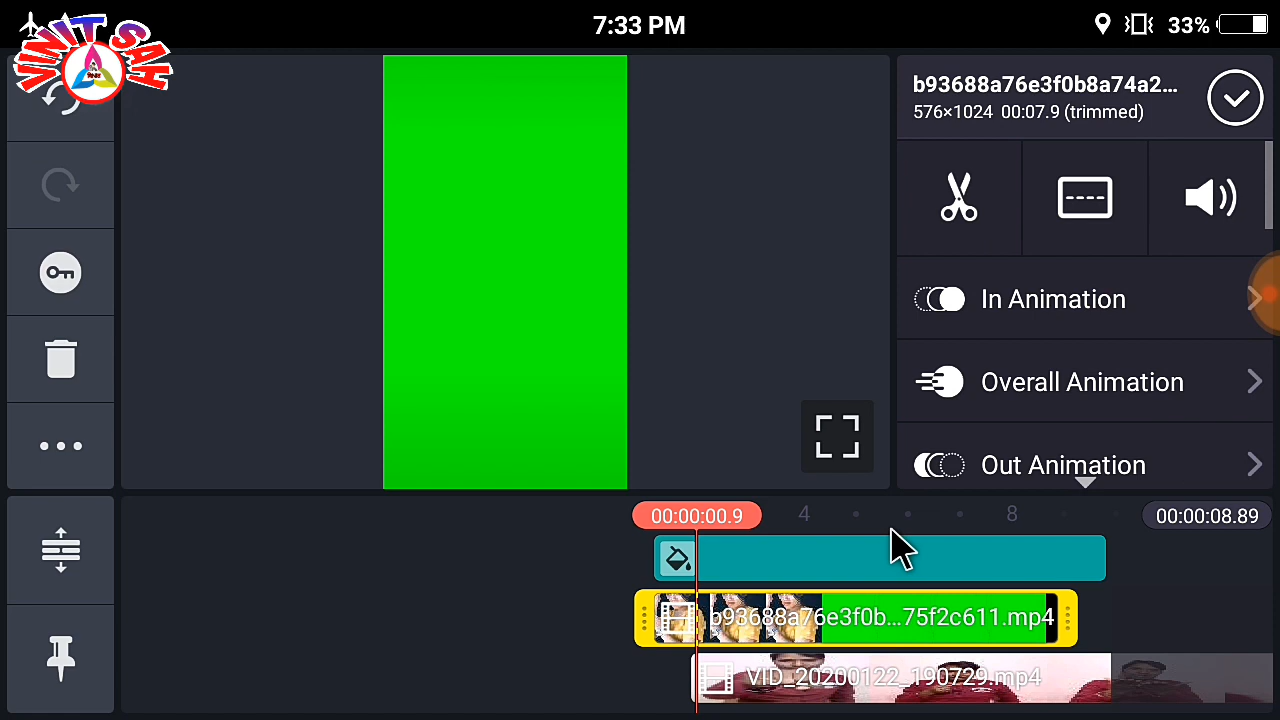 7:33 PM
33%
VINIT SAH
b93688a76e3f0b8a74a2...
576×1024 00:07.9 (trimmed)
In Animation
Overall Animation
Out Animation
00:00:00.9
4
8
00:00:08.89
b93688a76e3f0b...75f2c611.mp4
VID_20200122_190729.mp4